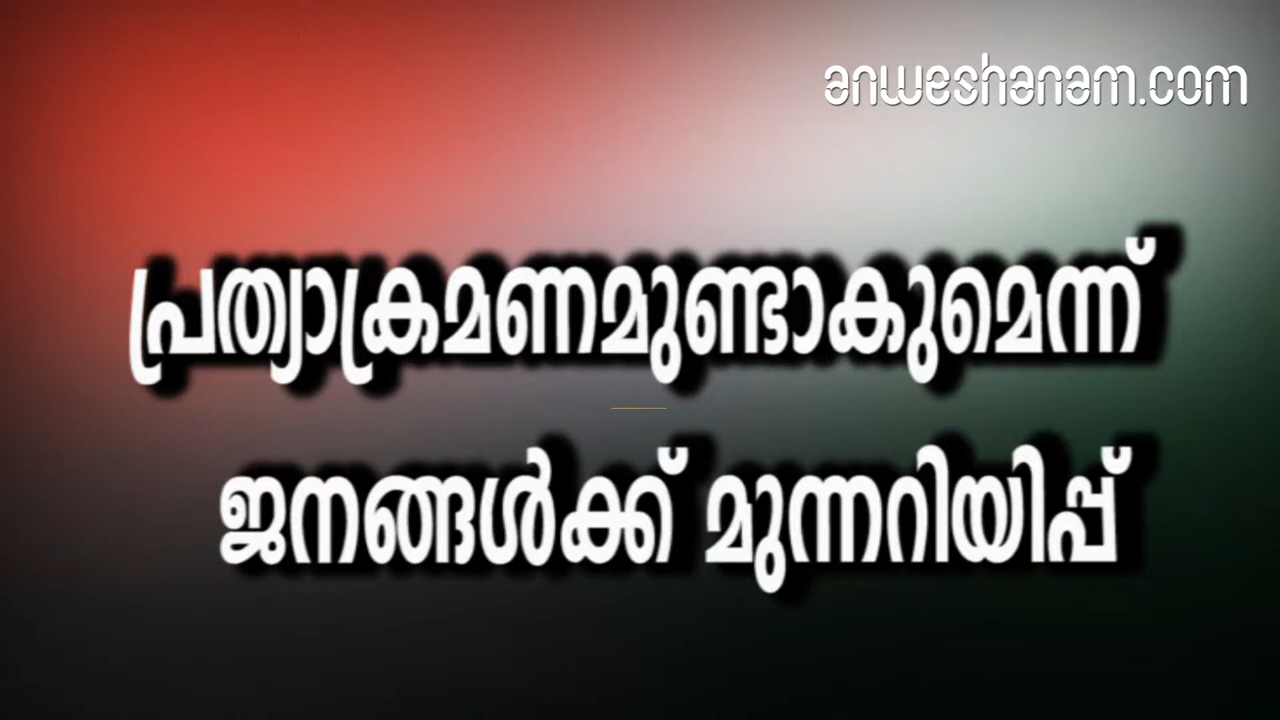 anweshanam.com
പ്രത്യാക്രമണമുണ്ടാകുമെന്ന്
ജനങ്ങൾക്ക് മുന്നറിയിപ്പ്